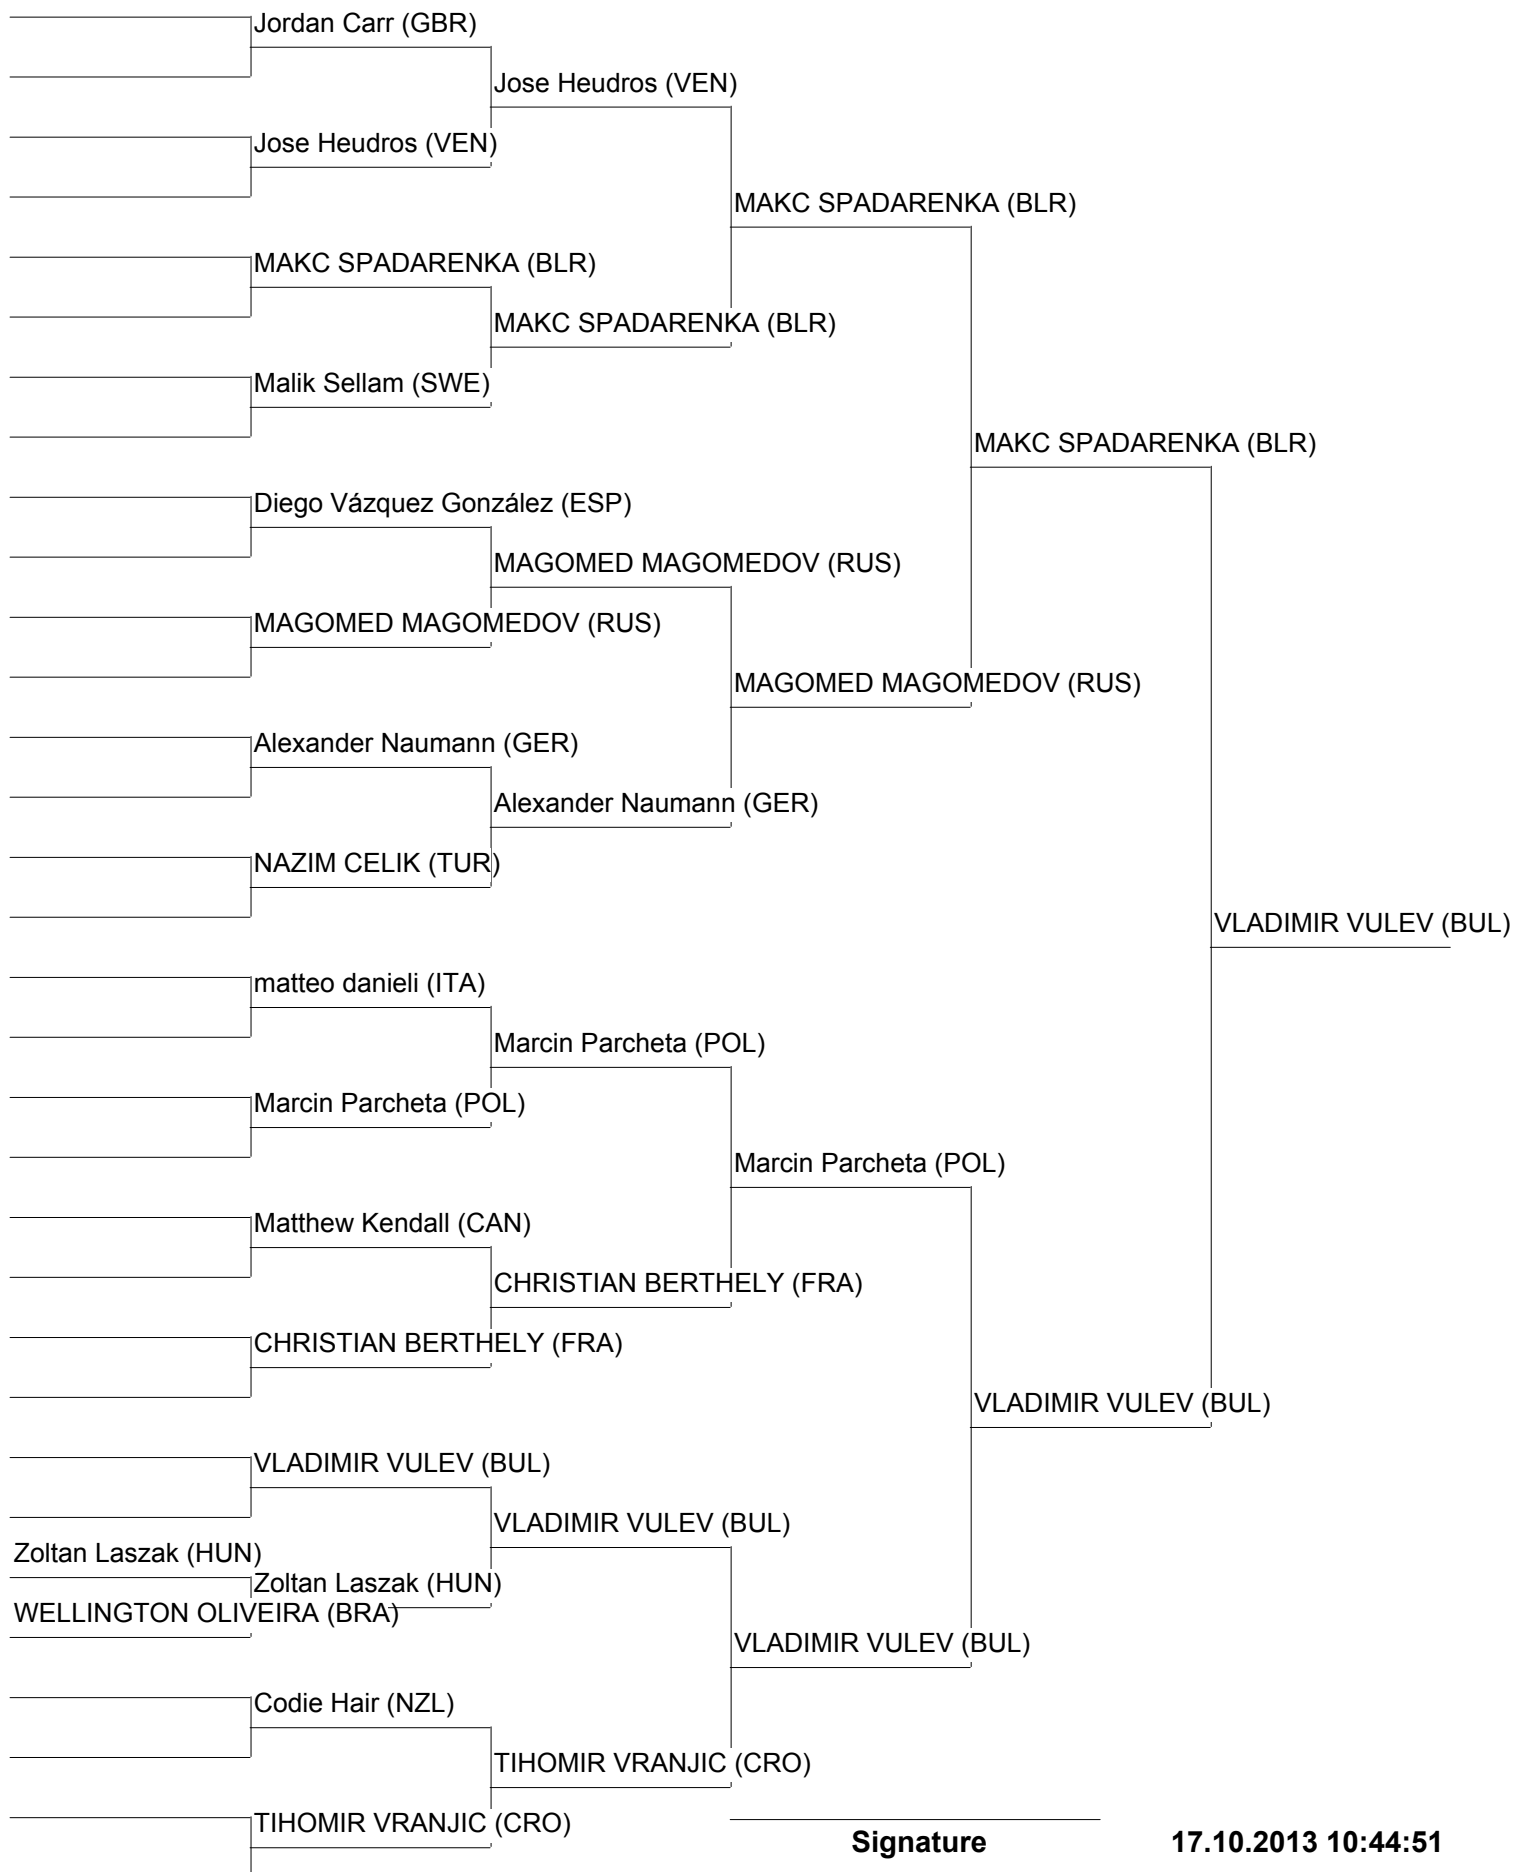 Jordan Carr (GBR)
Jose Heudros (VEN)
Jose Heudros (VEN)
MAKC SPADARENKA (BLR)
MAKC SPADARENKA (BLR)
MAKC SPADARENKA (BLR)
Malik Sellam (SWE)
MAKC SPADARENKA (BLR)
Diego Vázquez González (ESP)
MAGOMED MAGOMEDOV (RUS)
MAGOMED MAGOMEDOV (RUS)
MAGOMED MAGOMEDOV (RUS)
Alexander Naumann (GER)
Alexander Naumann (GER)
NAZIM CELIK (TUR)
VLADIMIR VULEV (BUL)
matteo danieli (ITA)
Marcin Parcheta (POL)
Marcin Parcheta (POL)
Marcin Parcheta (POL)
Matthew Kendall (CAN)
CHRISTIAN BERTHELY (FRA)
CHRISTIAN BERTHELY (FRA)
VLADIMIR VULEV (BUL)
VLADIMIR VULEV (BUL)
VLADIMIR VULEV (BUL)
Zoltan Laszak (HUN)
Zoltan Laszak (HUN)
WELLINGTON OLIVEIRA (BRA)
VLADIMIR VULEV (BUL)
Codie Hair (NZL)
TIHOMIR VRANJIC (CRO)
TIHOMIR VRANJIC (CRO)
Signature 17.10.2013 10:44:51